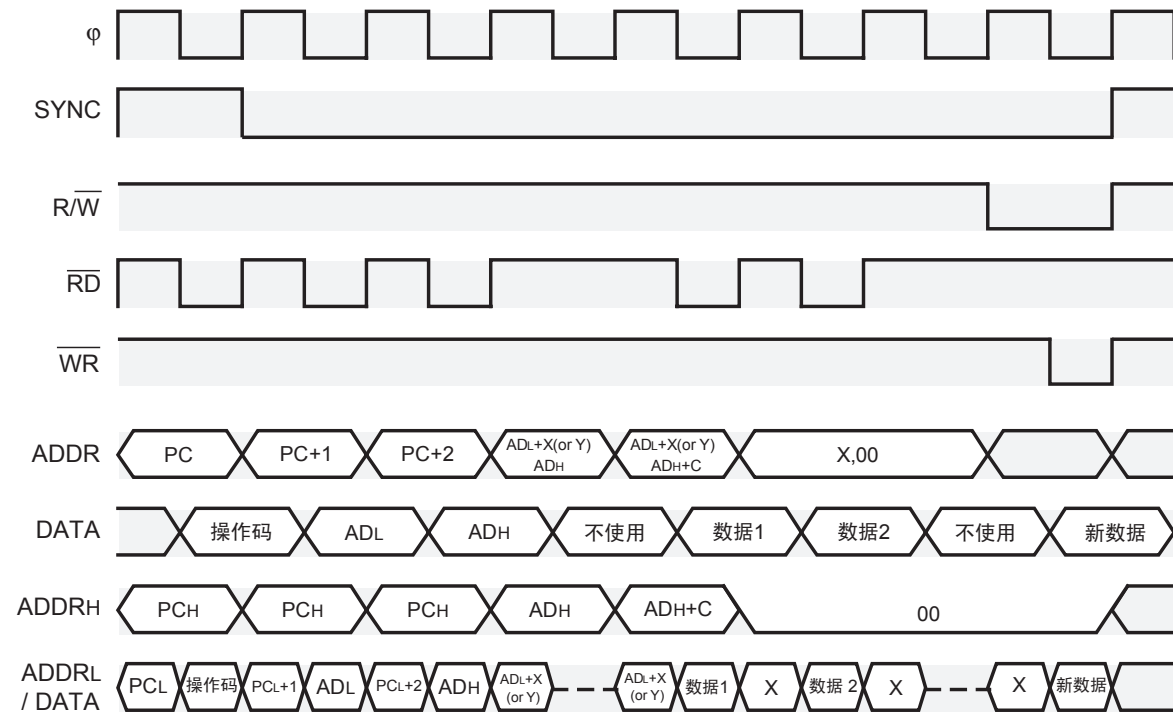 φ
SYNC
R/W̅
R̅D̅
W̅R̅
ADDR PC PC+1 PC+2 ADL+X(or Y) ADH ADL+X(or Y) ADH+C X,00
DATA 操作码 ADL ADH 不使用 数据1 数据2 不使用 新数据
ADDRH PCH PCH PCH ADH ADH+C 00
ADDRL / DATA PCL 操作码 PCL+1 ADL PCL+2 ADH ADL+X (or Y) ADL+X (or Y) 数据1 X 数据 2 X X 新数据